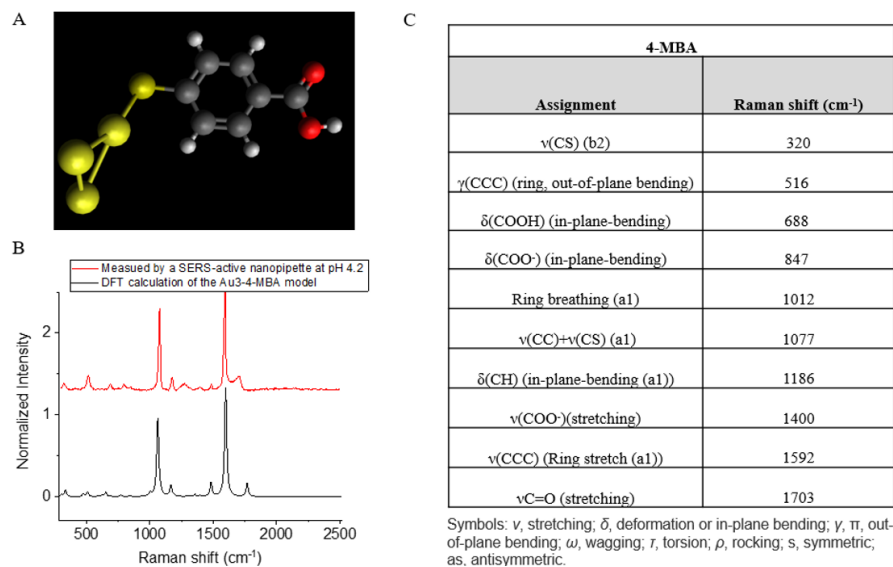 A
B
Measued by a SERS-active nanopipette at pH 4.2
DFT calculation of the Au3-4-MBA model
Normalized Intensity
2
1
0
500 1000 1500 2000 2500
Raman shift (cm⁻¹)
C
4-MBA
Assignment Raman shift (cm⁻¹)
ν(CS) (b2) 320
γ(CCC) (ring, out-of-plane bending) 516
δ(COOH) (in-plane-bending) 688
δ(COO⁻) (in-plane-bending) 847
Ring breathing (a1) 1012
ν(CC)+ν(CS) (a1) 1077
δ(CH) (in-plane-bending (a1)) 1186
ν(COO⁻)(stretching) 1400
ν(CCC) (Ring stretch (a1)) 1592
νC=O (stretching) 1703
Symbols: ν, stretching; δ, deformation or in-plane bending; γ, π, out-
of-plane bending; ω, wagging; τ, torsion; ρ, rocking; s, symmetric;
as, antisymmetric.